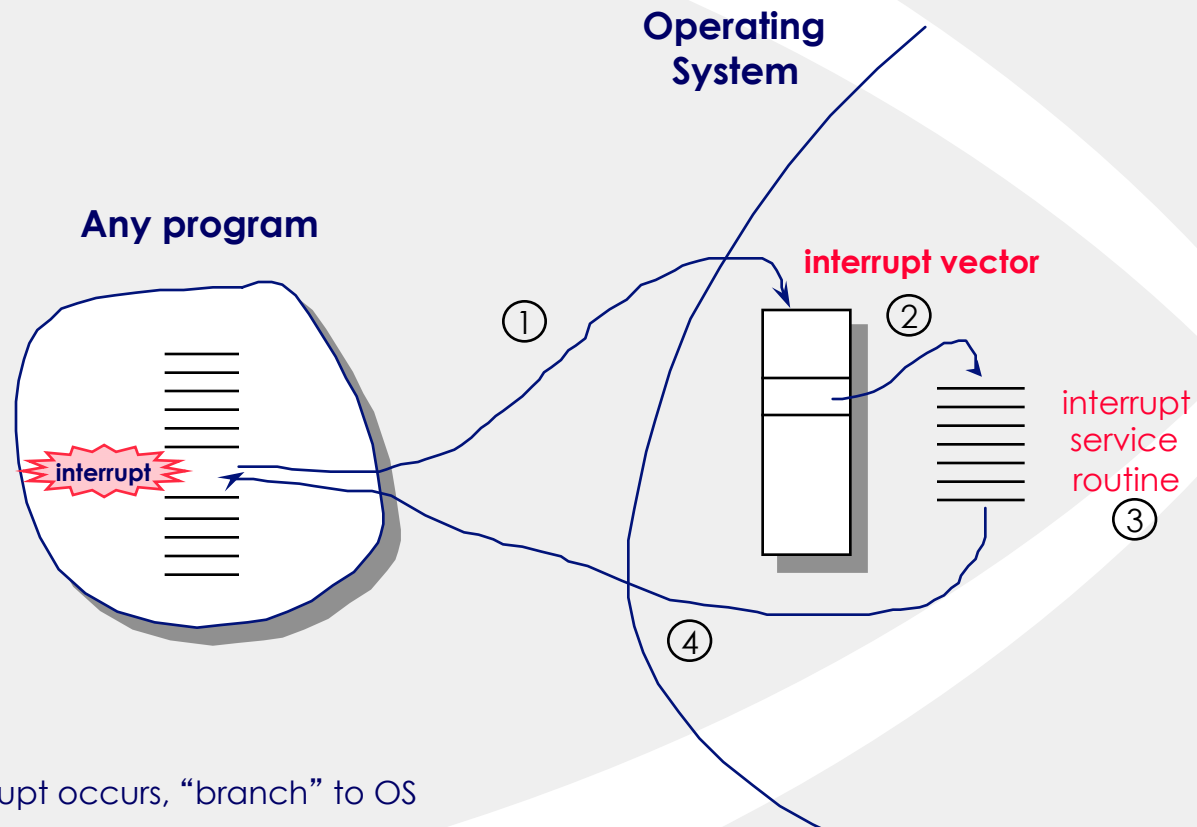 Operating
System
Any program
interrupt vector
1
2
interrupt
interrupt
service
routine
3
4
upt occurs, “branch” to OS